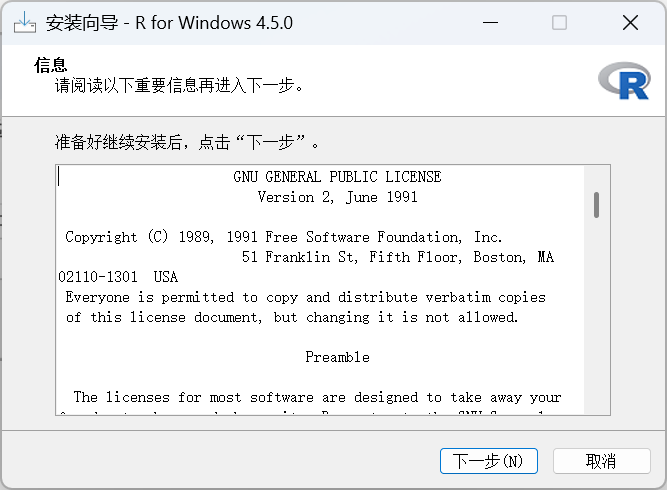 安装向导 - R for Windows 4.5.0
信息
请阅读以下重要信息再进入下一步。
R
准备好继续安装后，点击“下一步”。
GNU GENERAL PUBLIC LICENSE
Version 2, June 1991
Copyright (C) 1989, 1991 Free Software Foundation, Inc.
51 Franklin St, Fifth Floor, Boston, MA
02110-1301  USA
Everyone is permitted to copy and distribute verbatim copies
of this license document, but changing it is not allowed.
Preamble
The licenses for most software are designed to take away your
下一步(N)
取消